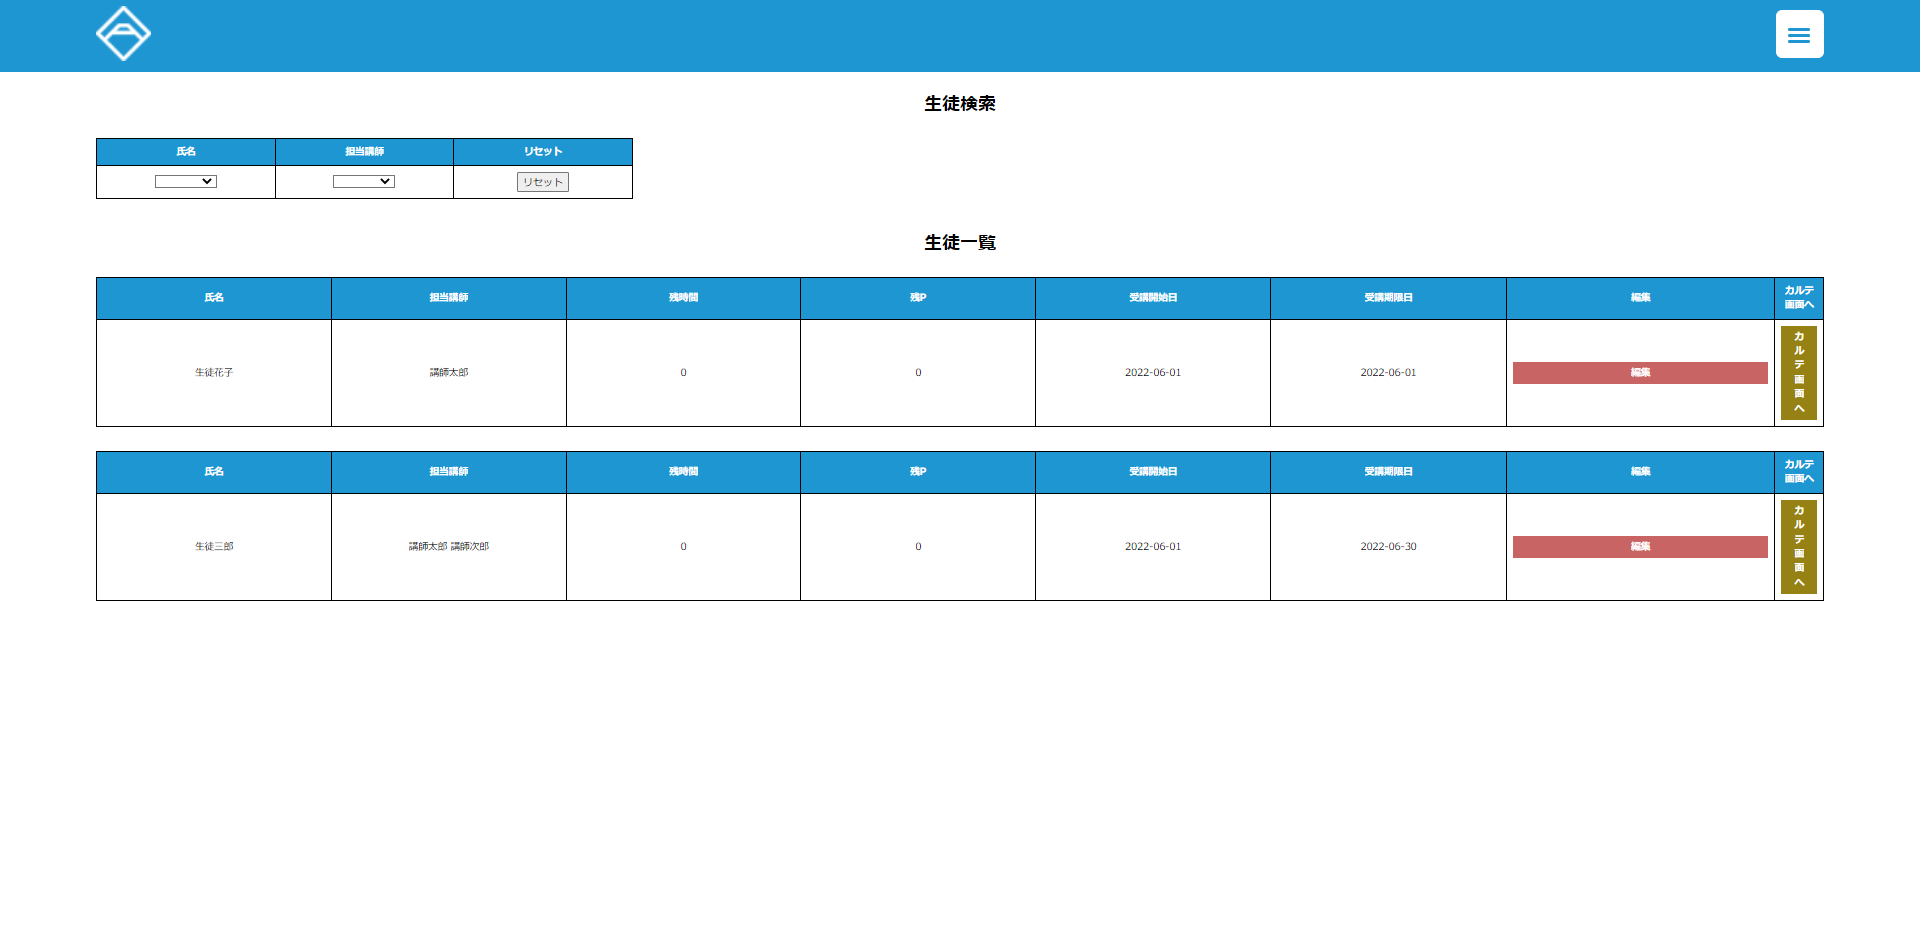 生徒検索
氏名 担当講師 リセット
リセット
生徒一覧
氏名 担当講師 残時間 残P 受講開始日 受講期限日 編集 カルテ
画面へ
生徒花子 講師太郎 0 0 2022-06-01 2022-06-01 編集 カ
ル
テ
画
面
へ
氏名 担当講師 残時間 残P 受講開始日 受講期限日 編集 カルテ
画面へ
生徒三郎 講師太郎 講師次郎 0 0 2022-06-01 2022-06-30 編集 カ
ル
テ
画
面
へ